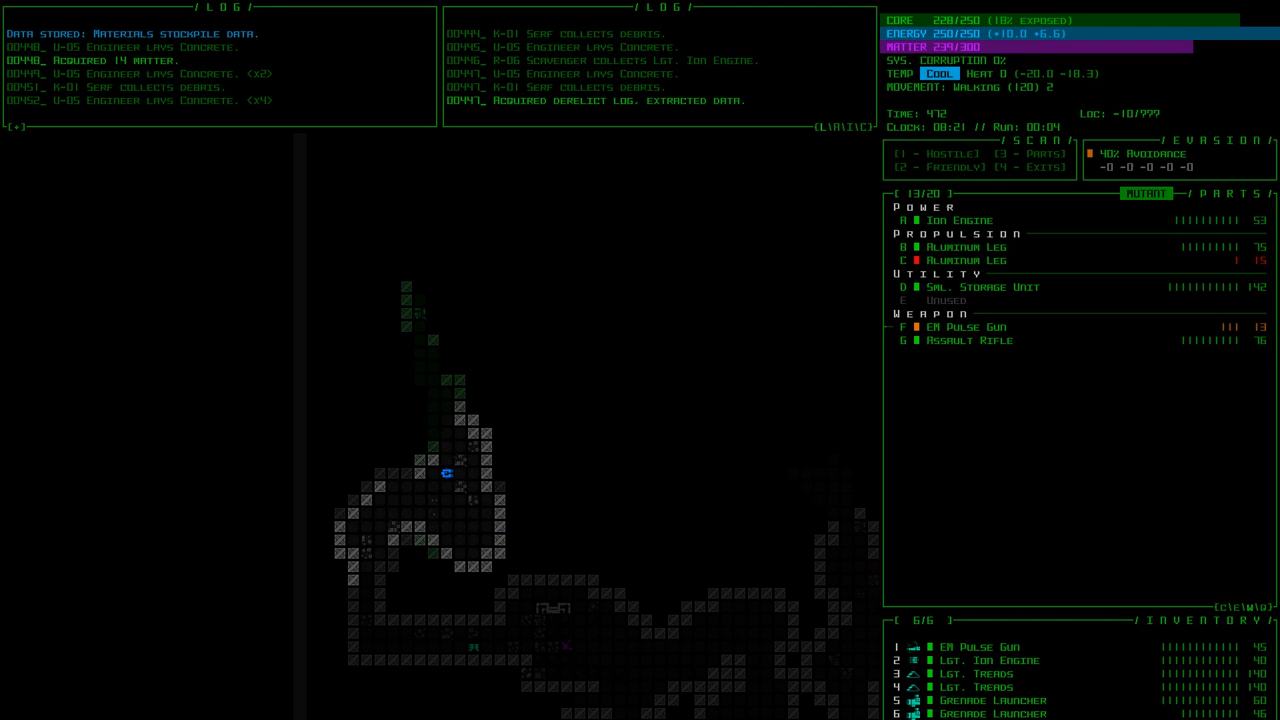 / L O G /
Data stored: Materials stockpile data.
00448_ U-05 Engineer lays Concrete.
00448_ Acquired 14 matter.
00449_ U-05 Engineer lays Concrete. <x2>
00451_ K-01 Serf collects debris.
00452_ U-05 Engineer lays Concrete. <x4>
[+]
/ L O G /
00444_ K-01 Serf collects debris.
00445_ U-05 Engineer lays Concrete.
00446_ R-06 Scavenger collects Lgt. Ion Engine.
00447_ U-05 Engineer lays Concrete.
00447_ K-01 Serf collects debris.
00447_ Acquired Derelict Log. Extracted data.
[L\A\I\C]
CORE 228/250 (18% exposed)
ENERGY 250/250 (+10.0 +6.6)
MATTER 239/300
SYS. CORRUPTION 0%
TEMP Cool HEAT 0 (-20.0 -18.3)
MOVEMENT: Walking (120) 2
Time: 472 Loc: -10/???
Clock: 08:21 // Run: 00:04
/ S C A N /
[1 - Hostile] [3 - Parts]
[2 - Friendly] [4 - Exits]
/ E V A S I O N /
40% Avoidance
-0 -0 -0 -0 -0
[ 13/20 ] MUTANT / P A R T S /
P o w e r
A Ion Engine 53
P r o p u l s i o n
B Aluminum Leg 75
C Aluminum Leg 15
U t i l i t y
D Sml. Storage Unit 142
E Unused
W e a p o n
F EM Pulse Gun 13
G Assault Rifle 76
[C\E\M\Q]
[ 6/6 ] / I N V E N T O R Y /
1 EM Pulse Gun 45
2 Lgt. Ion Engine 40
3 Lgt. Treads 140
4 Lgt. Treads 140
5 Grenade Launcher 60
6 Grenade Launcher 46